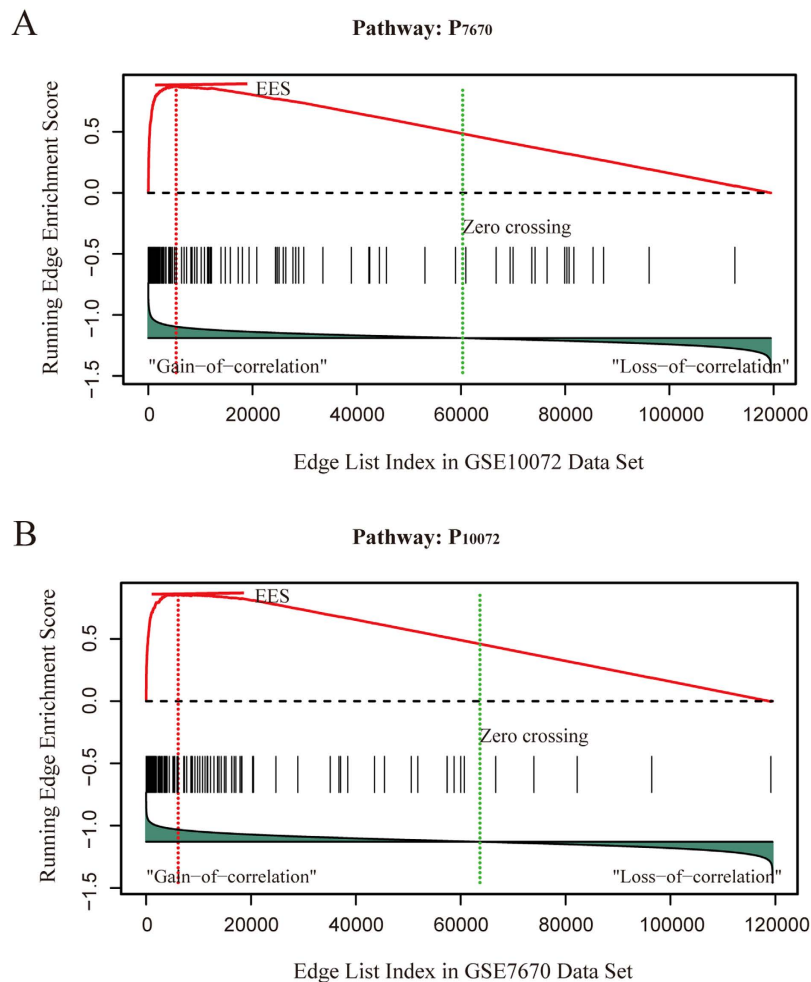 A
Pathway: P7670
Running Edge Enrichment Score
0.5
0.0
−0.5
−1.0
−1.5
EES
Zero crossing
"Gain−of−correlation"
"Loss−of−correlation"
0 20000 40000 60000 80000 100000 120000
Edge List Index in GSE10072 Data Set
B
Pathway: P10072
Running Edge Enrichment Score
0.5
0.0
−0.5
−1.0
−1.5
EES
Zero crossing
"Gain−of−correlation"
"Loss−of−correlation"
0 20000 40000 60000 80000 100000 120000
Edge List Index in GSE7670 Data Set